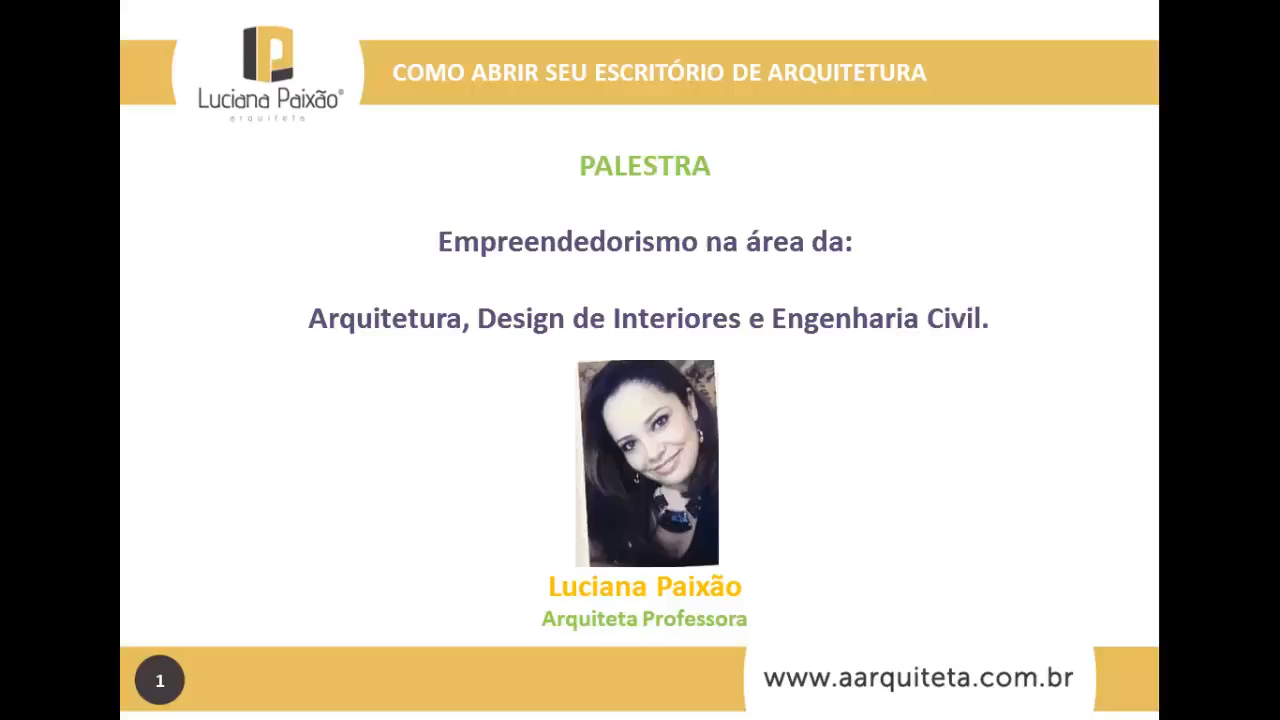 Luciana Paixão®
arquiteta
COMO ABRIR SEU ESCRITÓRIO DE ARQUITETURA
PALESTRA
Empreendedorismo na área da:
Arquitetura, Design de Interiores e Engenharia Civil.
Luciana Paixão
Arquiteta Professora
1
www.aarquiteta.com.br